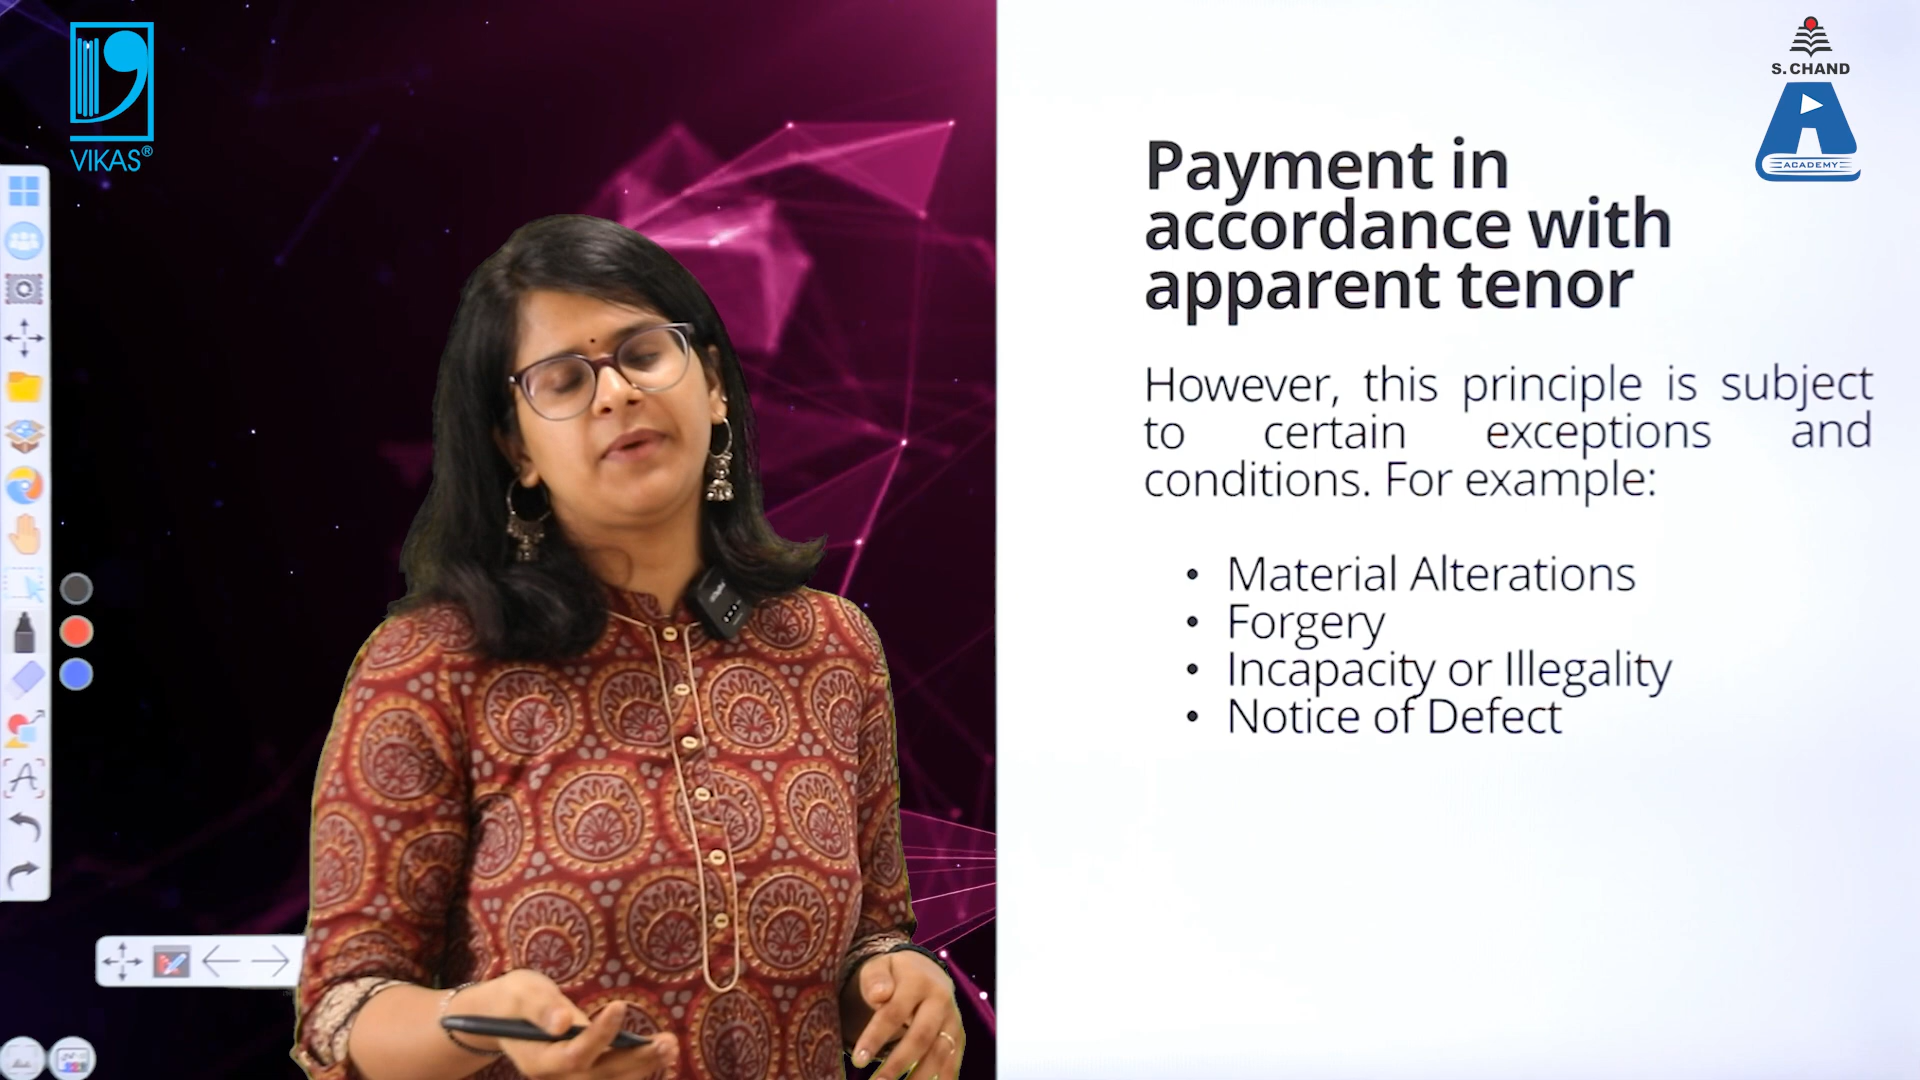 VIKAS®
S. CHAND
ACADEMY
Payment in
accordance with
apparent tenor
However, this principle is subject
to certain exceptions and
conditions. For example:
• Material Alterations
• Forgery
• Incapacity or Illegality
• Notice of Defect